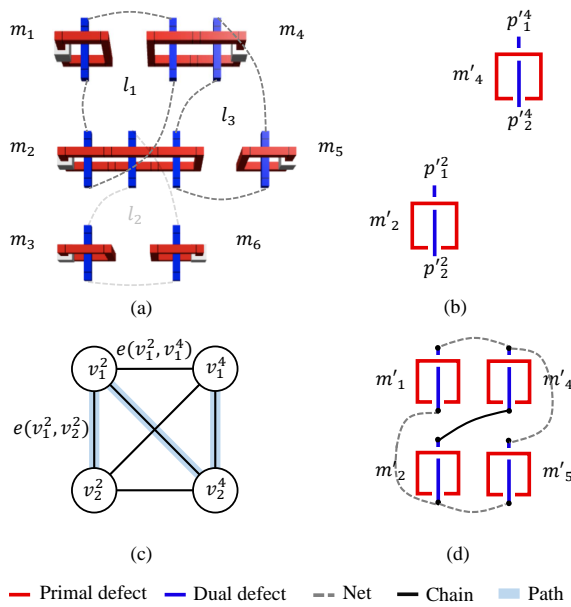 m₁ m₄ p'₁⁴
l₁ m'₄
l₃ p'₂⁴
m₂ m₅ p'₁²
l₂ m'₂
m₃ m₆ p'₂²
(a) (b)
e(v₁², v₁⁴)
v₁² v₁⁴ m'₁ m'₄
e(v₁², v₂²)
v₂² v₂⁴ m'₂ m'₅
(c) (d)
Primal defect Dual defect Net Chain Path